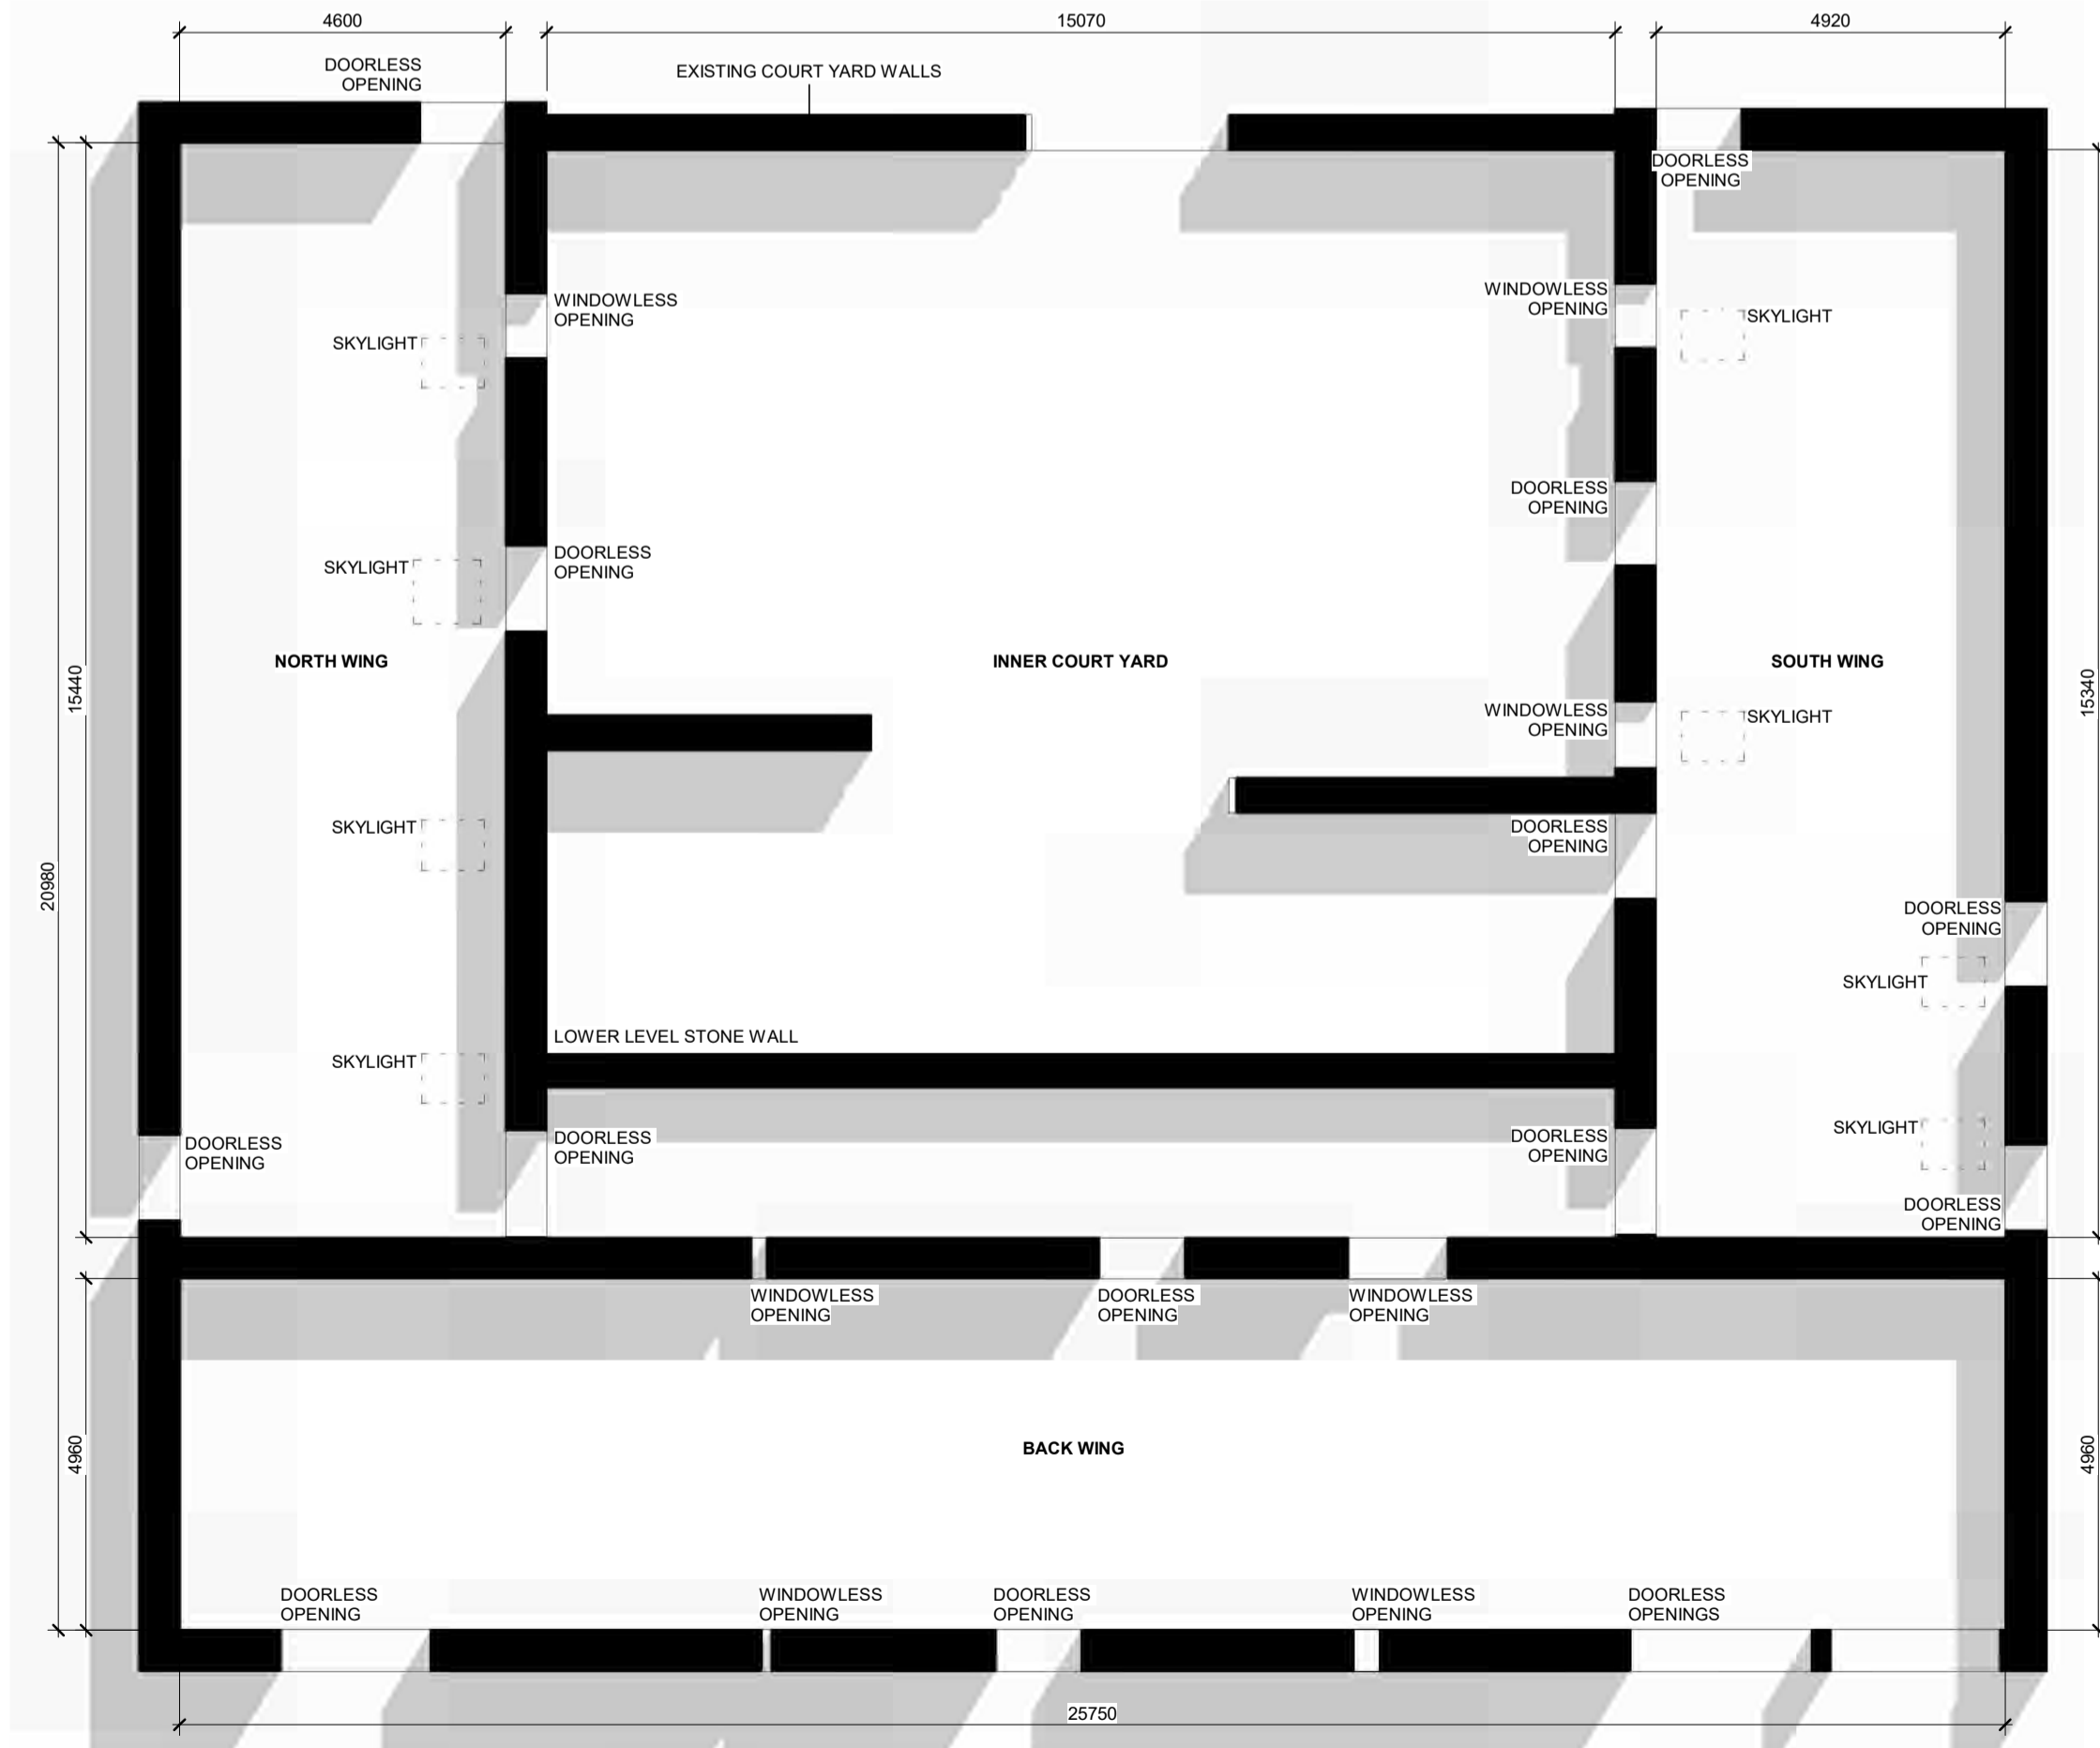 4600
15070
4920
DOORLESS
OPENING
EXISTING COURT YARD WALLS
DOORLESS
OPENING
WINDOWLESS
OPENING
WINDOWLESS
OPENING
SKYLIGHT
SKYLIGHT
DOORLESS
OPENING
DOORLESS
OPENING
SKYLIGHT
NORTH WING
INNER COURT YARD
SOUTH WING
15440
15340
WINDOWLESS
OPENING
SKYLIGHT
SKYLIGHT
DOORLESS
OPENING
20980
DOORLESS
OPENING
SKYLIGHT
LOWER LEVEL STONE WALL
SKYLIGHT
DOORLESS
OPENING
DOORLESS
OPENING
DOORLESS
OPENING
SKYLIGHT
DOORLESS
OPENING
WINDOWLESS
OPENING
DOORLESS
OPENING
WINDOWLESS
OPENING
4960
BACK WING
4960
DOORLESS
OPENING
WINDOWLESS
OPENING
DOORLESS
OPENING
WINDOWLESS
OPENING
DOORLESS
OPENINGS
25750